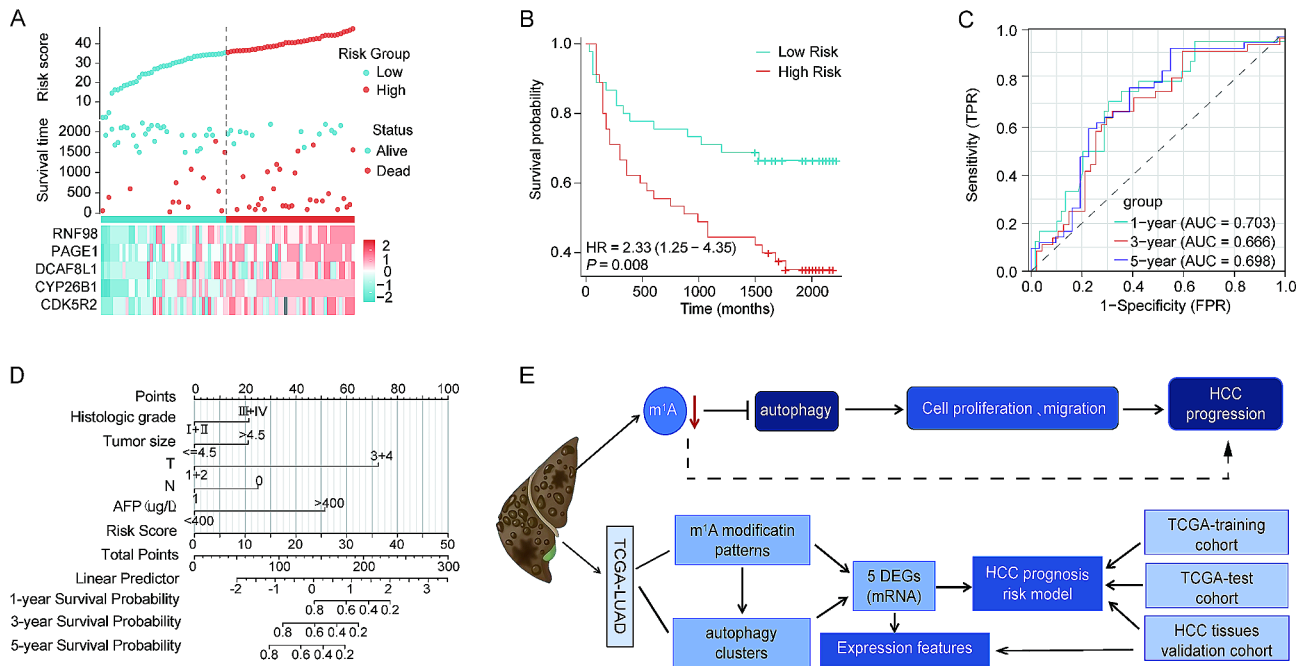 A
Risk score
40
30
20
10
Risk Group
Low
High
Survival time
2000
1500
1000
500
0
Status
Alive
Dead
RNF98
PAGE1
DCAF8L1
CYP26B1
CDK5R2
2
1
0
−1
−2
B
Survival probability
1.0
0.8
0.6
0.4
Low Risk
High Risk
HR = 2.33 (1.25 − 4.35)
P = 0.008
0 500 1000 1500 2000
Time (months)
C
Sensitivity (TPR)
1.0
0.8
0.6
0.4
0.2
0
group
1−year (AUC = 0.703)
3−year (AUC = 0.666)
5−year (AUC = 0.698)
0 0.2 0.4 0.6 0.8 1.0
1−Specificity (FPR)
D
Points
0 20 40 60 80 100
Histologic grade
I+II
III+IV
Tumor size
<=4.5
>4.5
T
1+2
3+4
N
1
0
AFP (ug/L)
<400
>400
Risk Score
0 10 20 30 40 50
Total Points
0 100 200 300
Linear Predictor
-2 -1 0 1 2 3
1-year Survival Probability
0.8 0.6 0.4 0.2
3-year Survival Probability
0.8 0.6 0.4 0.2
5-year Survival Probability
0.8 0.6 0.4 0.2
E
m¹A
autophagy
Cell proliferation 、migration
HCC
progression
TCGA-LUAD
m¹A modificatin
patterns
autophagy
clusters
5 DEGs
(mRNA)
HCC prognosis
risk model
Expression features
TCGA-training
cohort
TCGA-test
cohort
HCC tissues
validation cohort